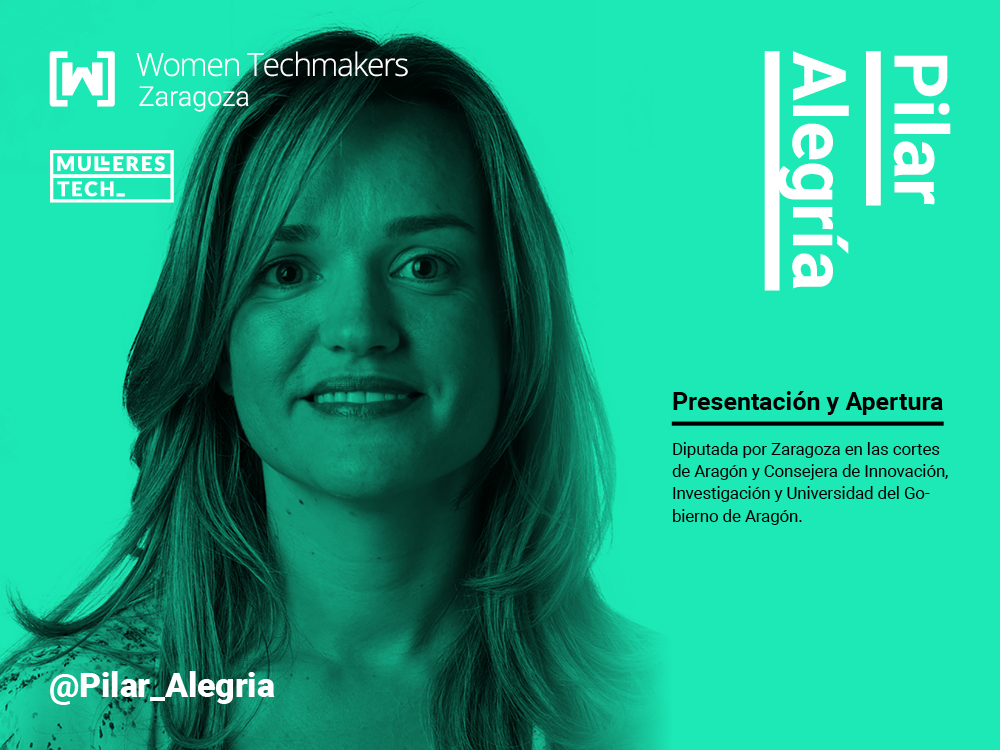 Women Techmakers
Zaragoza
MULLERES
TECH_
Pilar
Alegría
Presentación y Apertura
Diputada por Zaragoza en las cortes
de Aragón y Consejera de Innovación,
Investigación y Universidad del Go-
bierno de Aragón.
@Pilar_Alegria